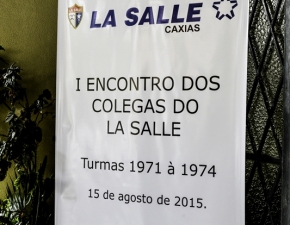 LA SALLE
CAXIAS
I ENCONTRO DOS
COLEGAS DO
LA SALLE
Turmas 1971 à 1974
15 de agosto de 2015.